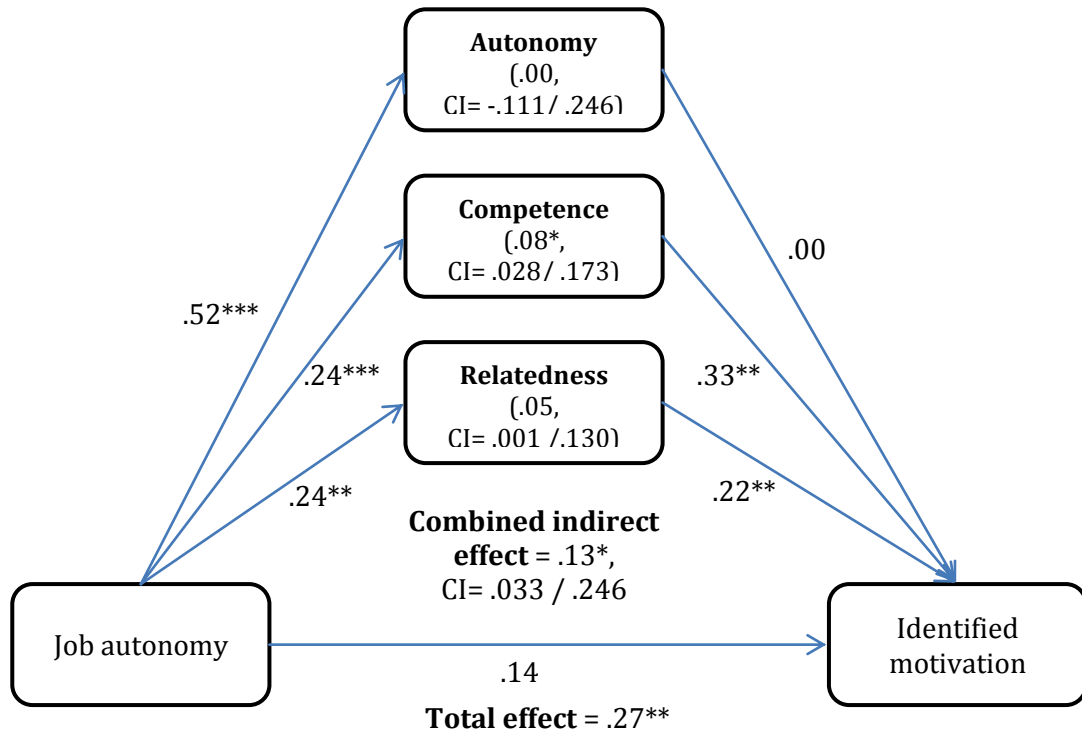 Autonomy
(.00,
CI= -.111/ .246)
Competence
(.08*,
CI= .028/ .173)
.00
.52***
.24***
Relatedness
(.05,
CI= .001 /.130)
.33**
.24**
.22**
Combined indirect
effect = .13*,
CI= .033 / .246
Job autonomy
Identified
motivation
.14
Total effect = .27**